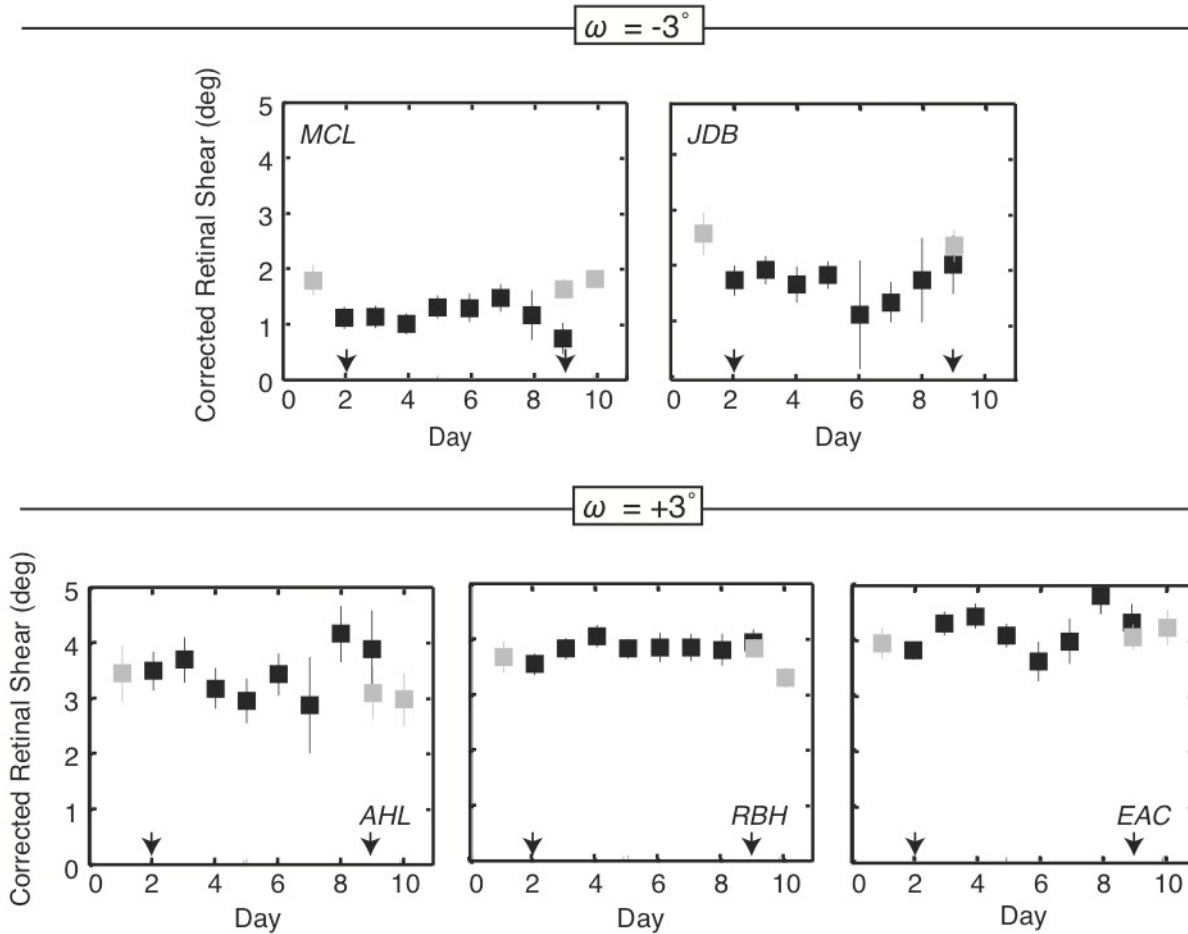 ω = -3°
Corrected Retinal Shear (deg)
5
4
3
2
1
0
MCL
JDB
0 2 4 6 8 10
0 2 4 6 8 10
Day
Day
ω = +3°
Corrected Retinal Shear (deg)
5
4
3
2
1
0
AHL
RBH
EAC
0 2 4 6 8 10
0 2 4 6 8 10
0 2 4 6 8 10
Day
Day
Day